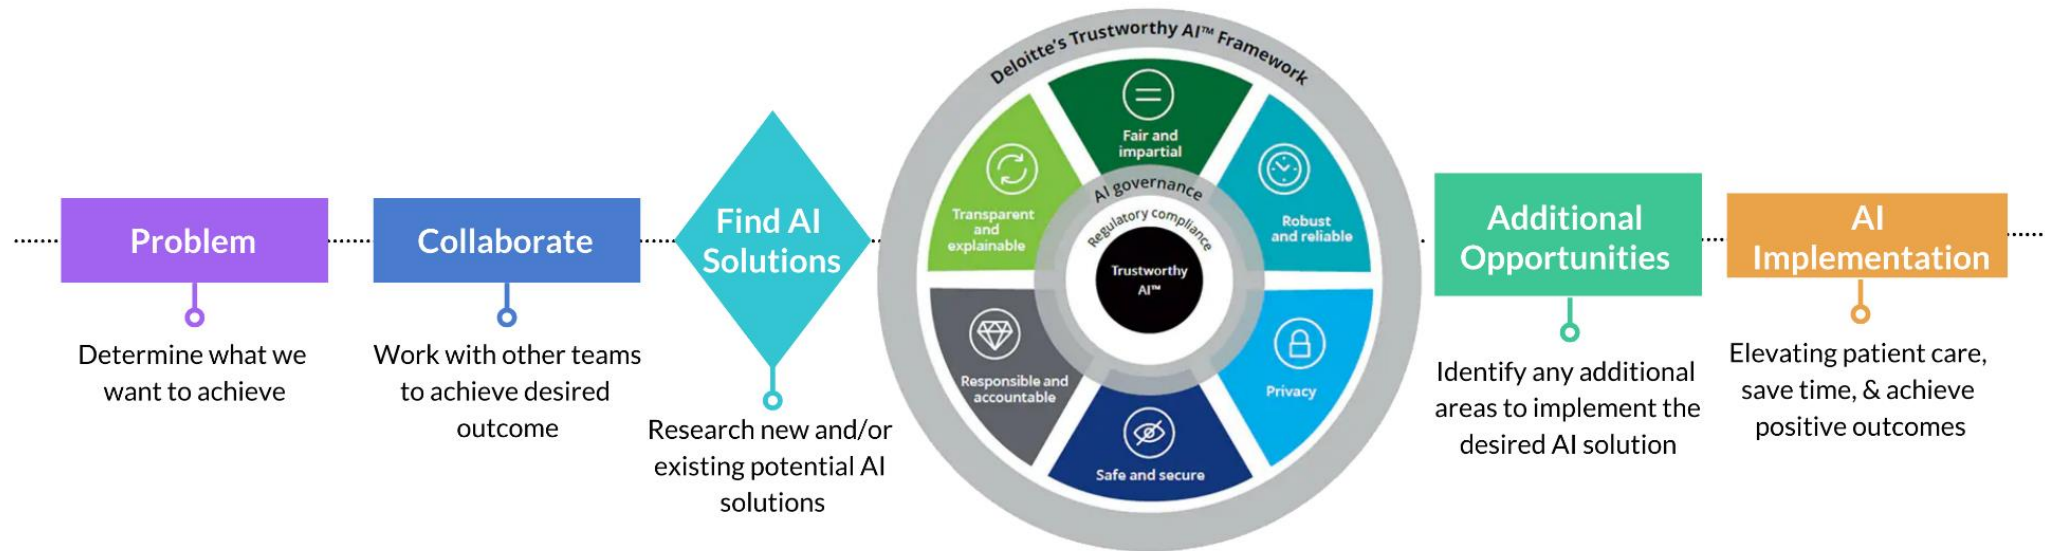 Problem
Determine what we
want to achieve
Collaborate
Work with other teams
to achieve desired
outcome
Find AI
Solutions
Research new and/or
existing potential AI
solutions
Deloitte's Trustworthy AI™ Framework
Fair and
impartial
Robust
and reliable
Privacy
Safe and secure
Responsible and
accountable
Transparent
and
explainable
AI governance
Regulatory compliance
Trustworthy
AI™
Additional
Opportunities
Identify any additional
areas to implement the
desired AI solution
AI
Implementation
Elevating patient care,
save time, & achieve
positive outcomes